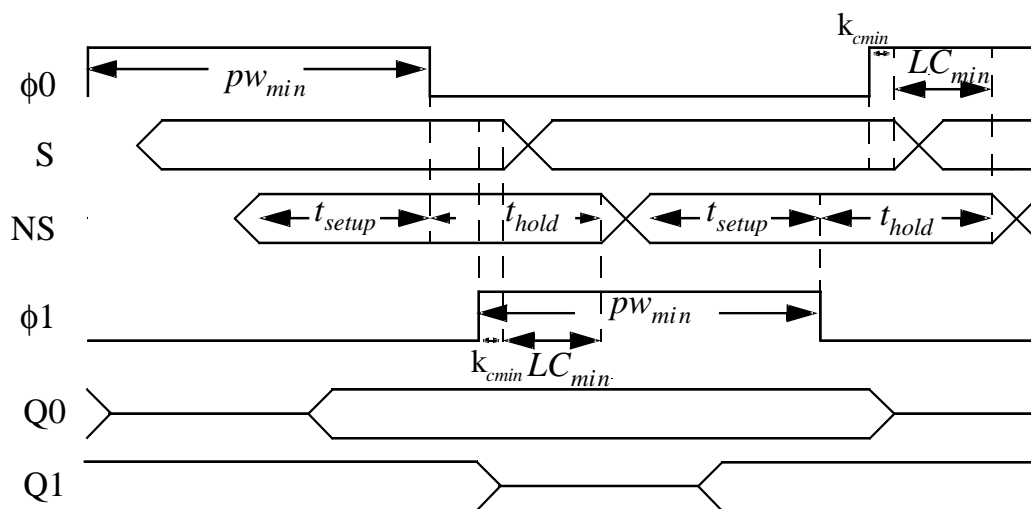 k_cmin
ϕ0 pw_min LC_min
S
NS t_setup t_hold t_setup t_hold
ϕ1 pw_min
k_cmin LC_min
Q0
Q1